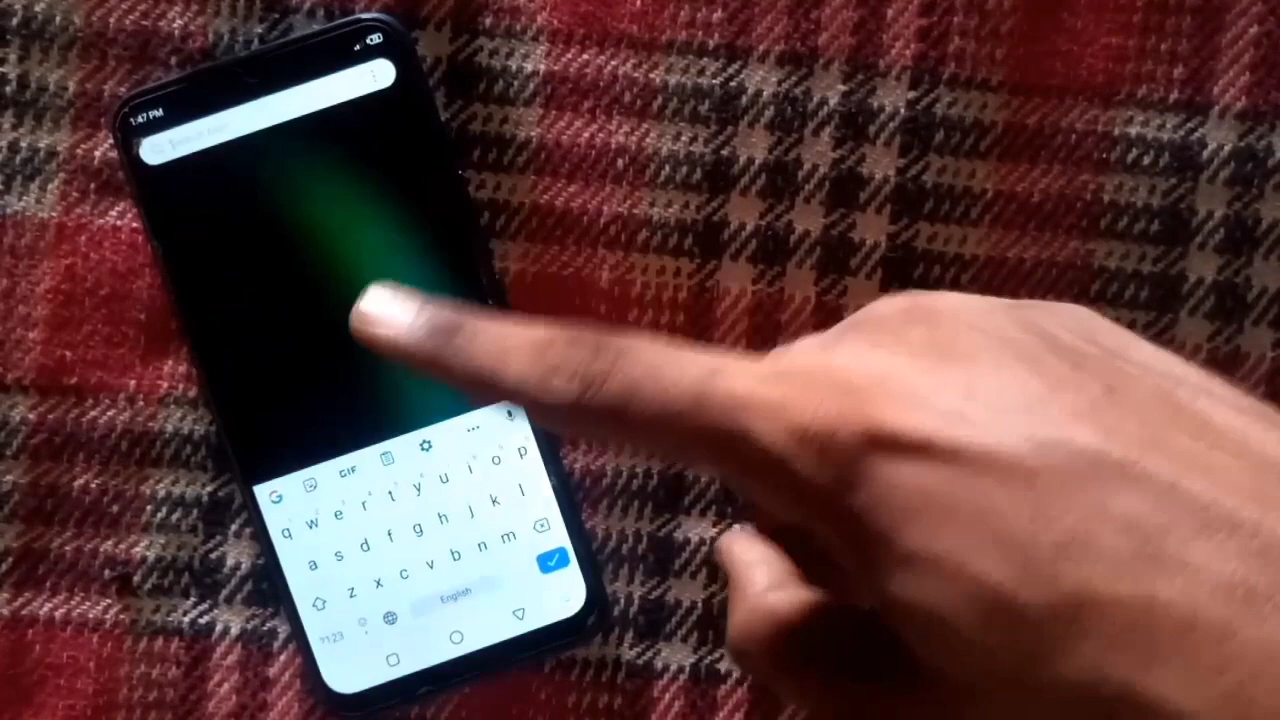 1:47 PM
GIF
q w e r t y u i o p
a s d f g h j k l
z x c v b n m
?123 , English